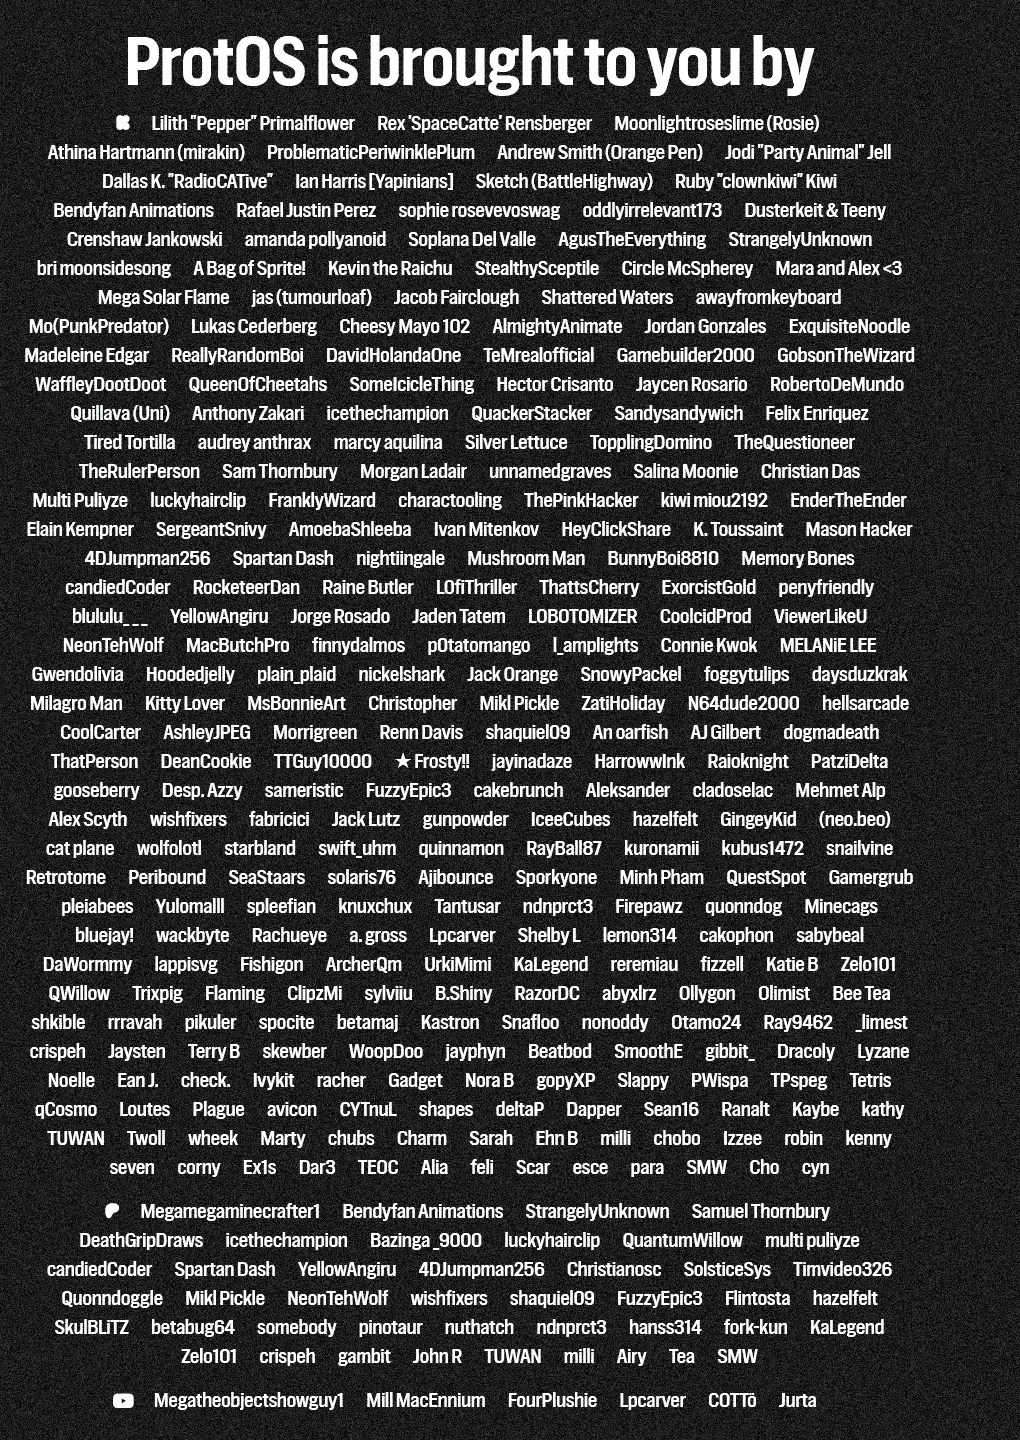 ProtOS is brought to you by
Lilith "Pepper" Primalflower Rex 'SpaceCatte' Rensberger Moonlightroseslime (Rosie)
Athina Hartmann (mirakin) ProblematicPeriwinklePlum Andrew Smith (Orange Pen) Jodi "Party Animal" Jell
Dallas K. "RadioCATive" Ian Harris [Yapinians] Sketch (BattleHighway) Ruby "clownkiwi" Kiwi
Bendyfan Animations Rafael Justin Perez sophie rosevevoswag oddlyirrelevant173 Dusterkeit & Teeny
Crenshaw Jankowski amanda pollyanoid Soplana Del Valle AgusTheEverything StrangelyUnknown
bri moonsidesong A Bag of Sprite! Kevin the Raichu StealthySceptile Circle McSpherey Mara and Alex <3
Mega Solar Flame jas (tumourloaf) Jacob Fairclough Shattered Waters awayfromkeyboard
Mo(PunkPredator) Lukas Cederberg Cheesy Mayo 102 AlmightyAnimate Jordan Gonzales ExquisiteNoodle
Madeleine Edgar ReallyRandomBoi DavidHolandaOne TeMrealofficial Gamebuilder2000 GobsonTheWizard
WaffleyDootDoot QueenOfCheetahs SomeIcicleThing Hector Crisanto Jaycen Rosario RobertoDeMundo
Quillava (Uni) Anthony Zakari icethechampion QuackerStacker Sandysandywich Felix Enriquez
Tired Tortilla audrey anthrax marcy aquilina Silver Lettuce TopplingDomino TheQuestioneer
TheRulerPerson Sam Thornbury Morgan Ladair unnamedgraves Salina Moonie Christian Das
Multi Puliyze luckyhairclip FranklyWizard charactooling ThePinkHacker kiwi miou2192 EnderTheEnder
Elain Kempner SergeantSnivy AmoebaShleeba Ivan Mitenkov HeyClickShare K. Toussaint Mason Hacker
4DJumpman256 Spartan Dash nightiingale Mushroom Man BunnyBoi8810 Memory Bones
candiedCoder RocketeerDan Raine Butler L0fiThriller ThattsCherry ExorcistGold penyfriendly
blululu___ YellowAngiru Jorge Rosado Jaden Tatem LOBOTOMIZER CoolcidProd ViewerLikeU
NeonTehWolf MacButchPro finnydalmos p0tatomango l_amplights Connie Kwok MELANiE LEE
Gwendolivia Hoodedjelly plain_plaid nickelshark Jack Orange SnowyPackel foggytulips daysduzkrak
Milagro Man Kitty Lover MsBonnieArt Christopher Mikl Pickle ZatiHoliday N64dude2000 hellsarcade
CoolCarter AshleyJPEG Morrigreen Renn Davis shaquiel09 An oarfish AJ Gilbert dogmadeath
ThatPerson DeanCookie TTGuy10000 ★ Frosty!! jayinadaze HarrowwInk Raioknight PatziDelta
gooseberry Desp. Azzy sameristic FuzzyEpic3 cakebrunch Aleksander cladoselac Mehmet Alp
Alex Scyth wishfixers fabricici Jack Lutz gunpowder IceeCubes hazelfelt GingeyKid (neo.beo)
cat plane wolfolotl starbland swift_uhm quinnamon RayBall87 kuronamii kubus1472 snailvine
Retrotome Peribound SeaStaars solaris76 Ajibounce Sporkyone Minh Pham QuestSpot Gamergrub
pleiabees Yulomalll spleefian knuxchux Tantusar ndnprct3 Firepawz quonndog Minecags
bluejay! wackbyte Rachueye a. gross Lpcarver Shelby L lemon314 cakophon sabybeal
DaWormmy lappisvg Fishigon ArcherQm UrkiMimi KaLegend reremiau fizzell Katie B Zelo101
QWillow Trixpig Flaming ClipzMi sylviiu B.Shiny RazorDC abyxlrz Ollygon Olimist Bee Tea
shkible rrravah pikuler spocite betamaj Kastron Snafloo nonoddy Otamo24 Ray9462 _limest
crispeh Jaysten Terry B skewber WoopDoo jayphyn Beatbod SmoothE gibbit_ Dracoly Lyzane
Noelle Ean J. check. Ivykit racher Gadget Nora B gopyXP Slappy PWispa TPspeg Tetris
qCosmo Loutes Plague avicon CYTnuL shapes deltaP Dapper Sean16 Ranalt Kaybe kathy
TUWAN Twoll wheek Marty chubs Charm Sarah Ehn B milli chobo Izzee robin kenny
seven corny Ex1s Dar3 TEOC Alia feli Scar esce para SMW Cho cyn
Megamegaminecrafter1 Bendyfan Animations StrangelyUnknown Samuel Thornbury
DeathGripDraws icethechampion Bazinga _9000 luckyhairclip QuantumWillow multi puliyze
candiedCoder Spartan Dash YellowAngiru 4DJumpman256 Christianosc SolsticeSys Timvideo326
Quonndoggle Mikl Pickle NeonTehWolf wishfixers shaquiel09 FuzzyEpic3 Flintosta hazelfelt
SkulBLiTZ betabug64 somebody pinotaur nuthatch ndnprct3 hanss314 fork-kun KaLegend
Zelo101 crispeh gambit John R TUWAN milli Airy Tea SMW
Megatheobjectshowguy1 Mill MacEnnium FourPlushie Lpcarver COTTō Jurta